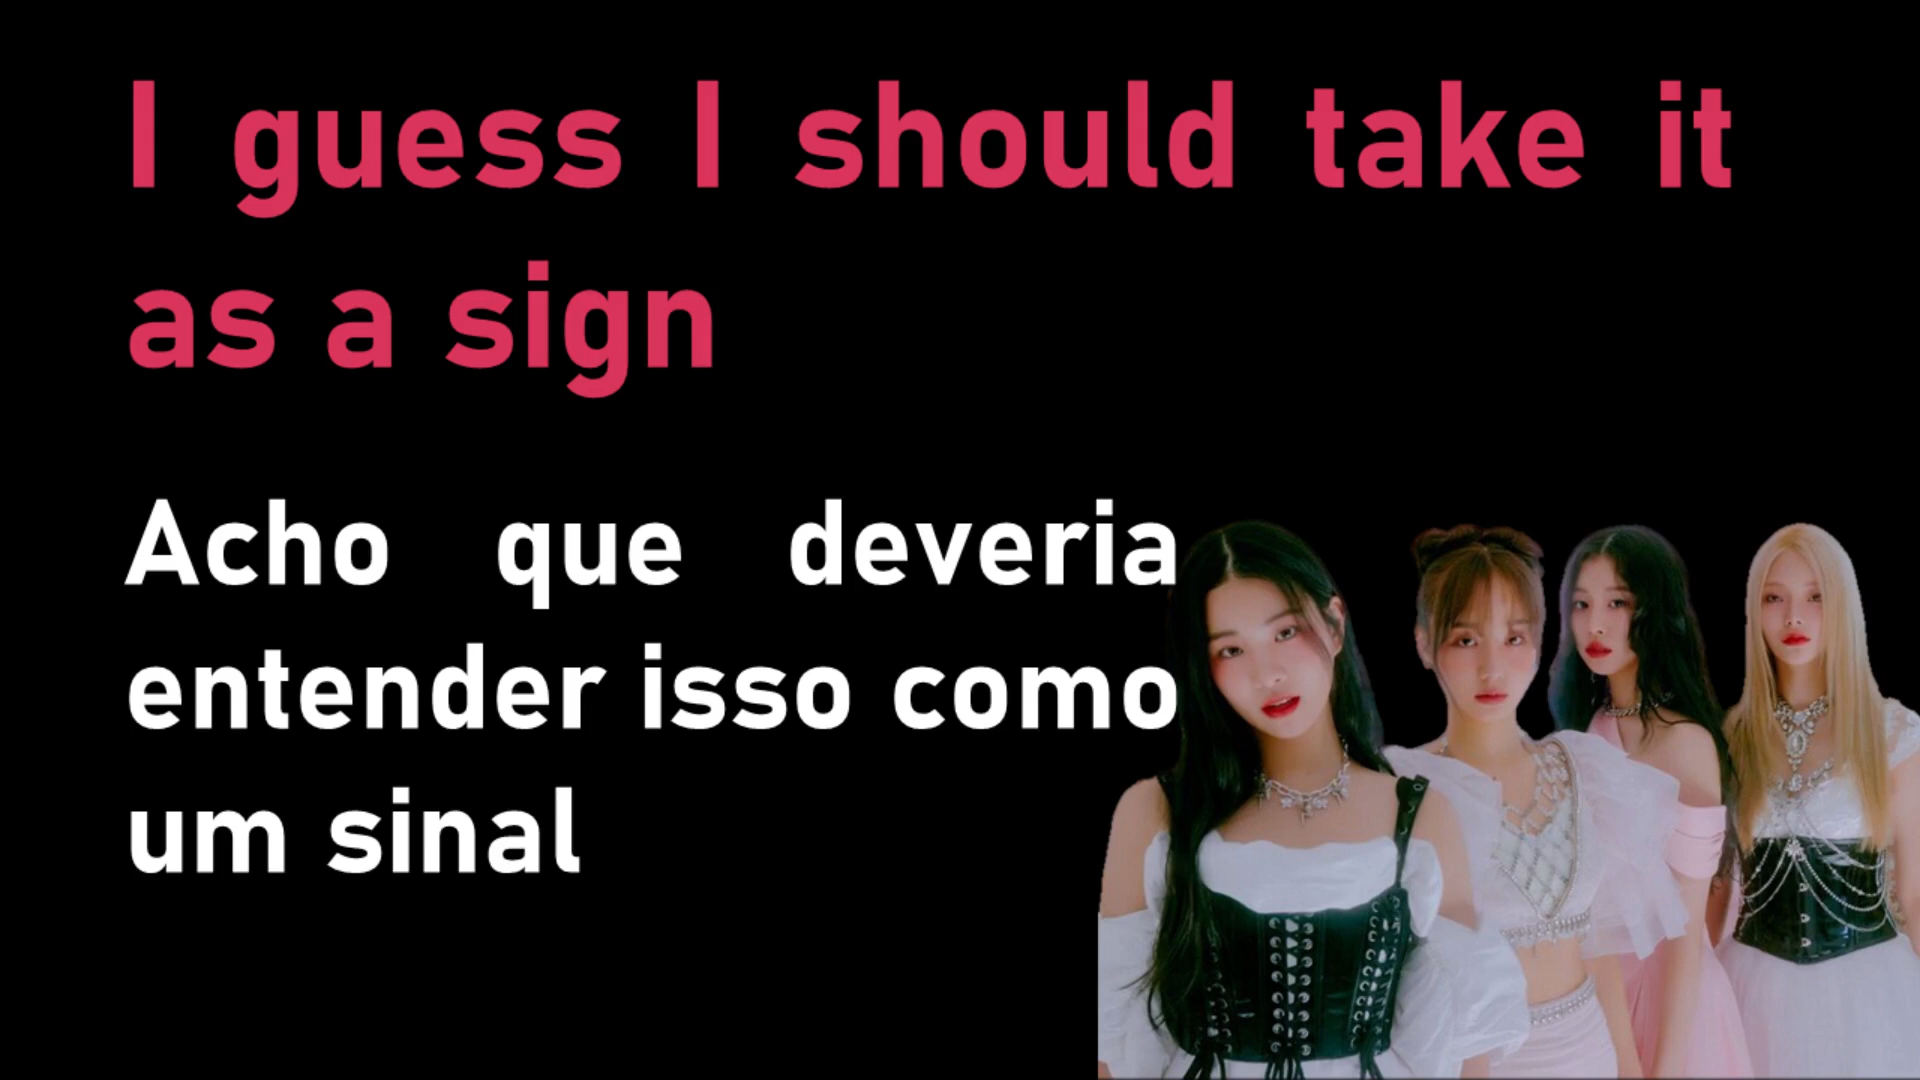 I guess I should take it
as a sign
Acho que deveria
entender isso como
um sinal